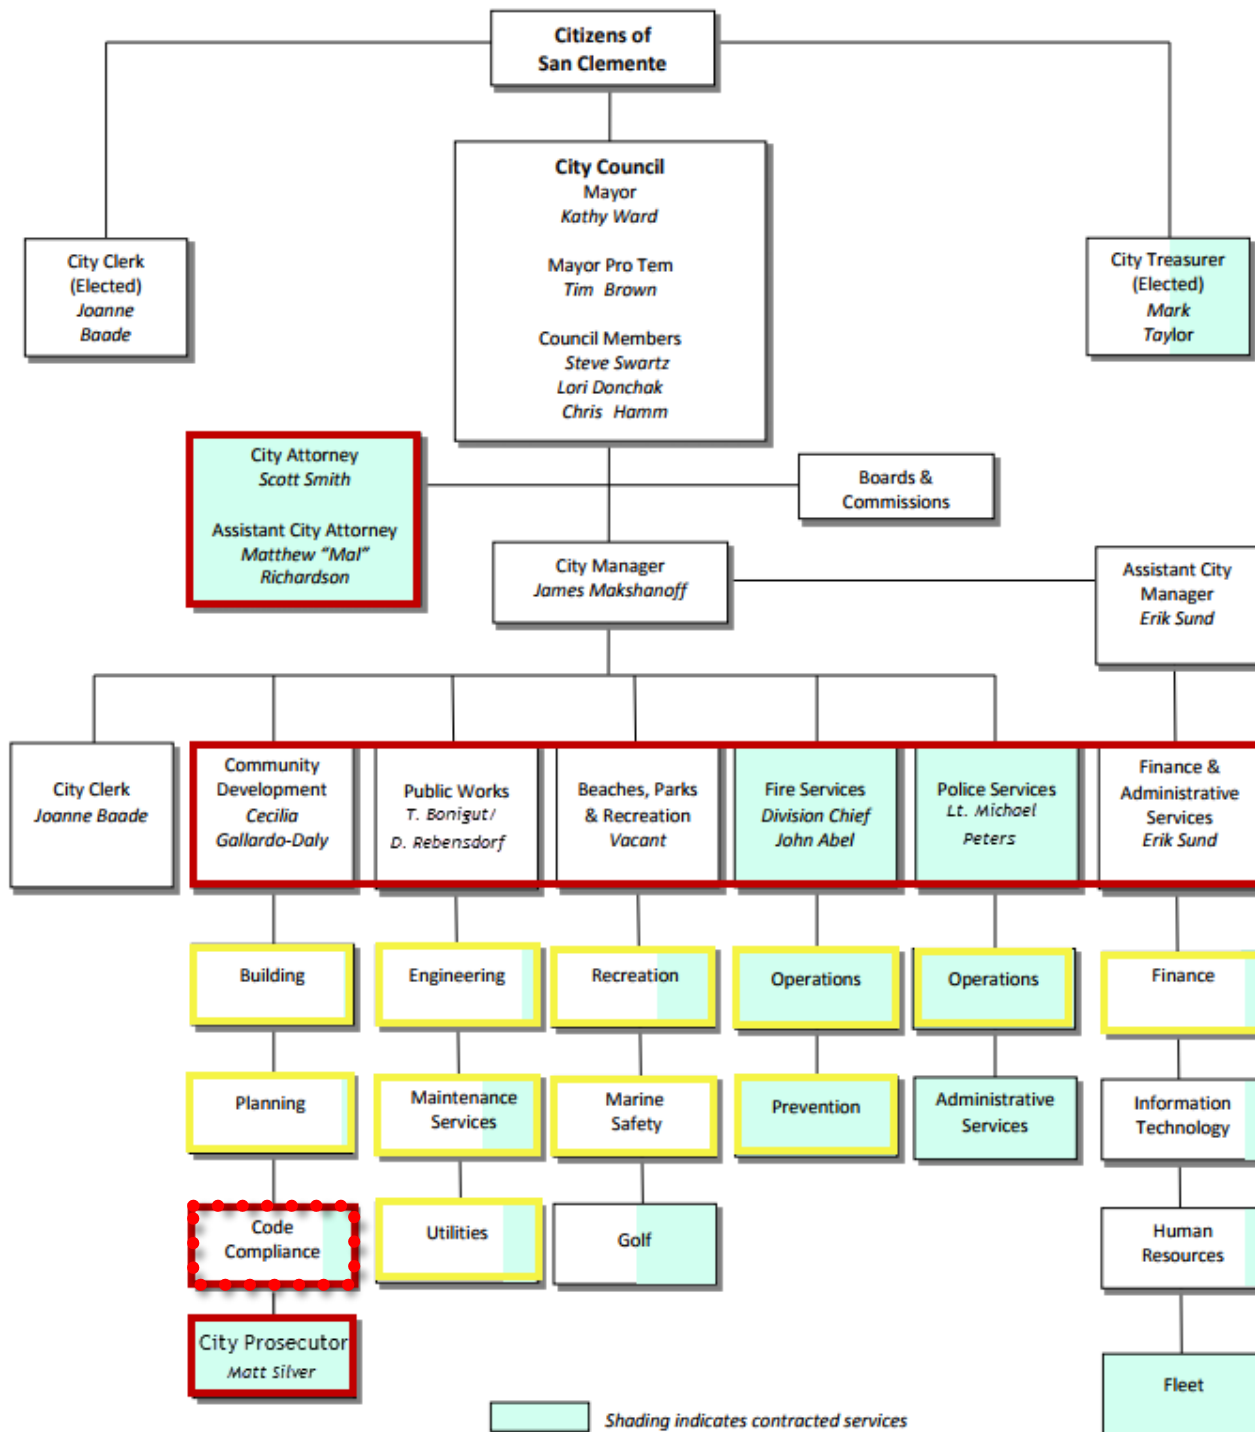 Citizens of
San Clemente
City Council
Mayor
Kathy Ward
Mayor Pro Tem
Tim Brown
Council Members
Steve Swartz
Lori Donchak
Chris Hamm
City Clerk
(Elected)
Joanne
Baade
City Treasurer
(Elected)
Mark
Taylor
City Attorney
Scott Smith
Assistant City Attorney
Matthew “Mal”
Richardson
Boards &
Commissions
City Manager
James Makshanoff
Assistant City
Manager
Erik Sund
City Clerk
Joanne Baade
Community
Development
Cecilia
Gallardo-Daly
Public Works
T. Bonigut/
D. Rebensdorf
Beaches, Parks
& Recreation
Vacant
Fire Services
Division Chief
John Abel
Police Services
Lt. Michael
Peters
Finance &
Administrative
Services
Erik Sund
Building
Engineering
Recreation
Operations
Operations
Finance
Planning
Maintenance
Services
Marine
Safety
Prevention
Administrative
Services
Information
Technology
Code
Compliance
Utilities
Golf
Human
Resources
City Prosecutor
Matt Silver
Fleet
Shading indicates contracted services